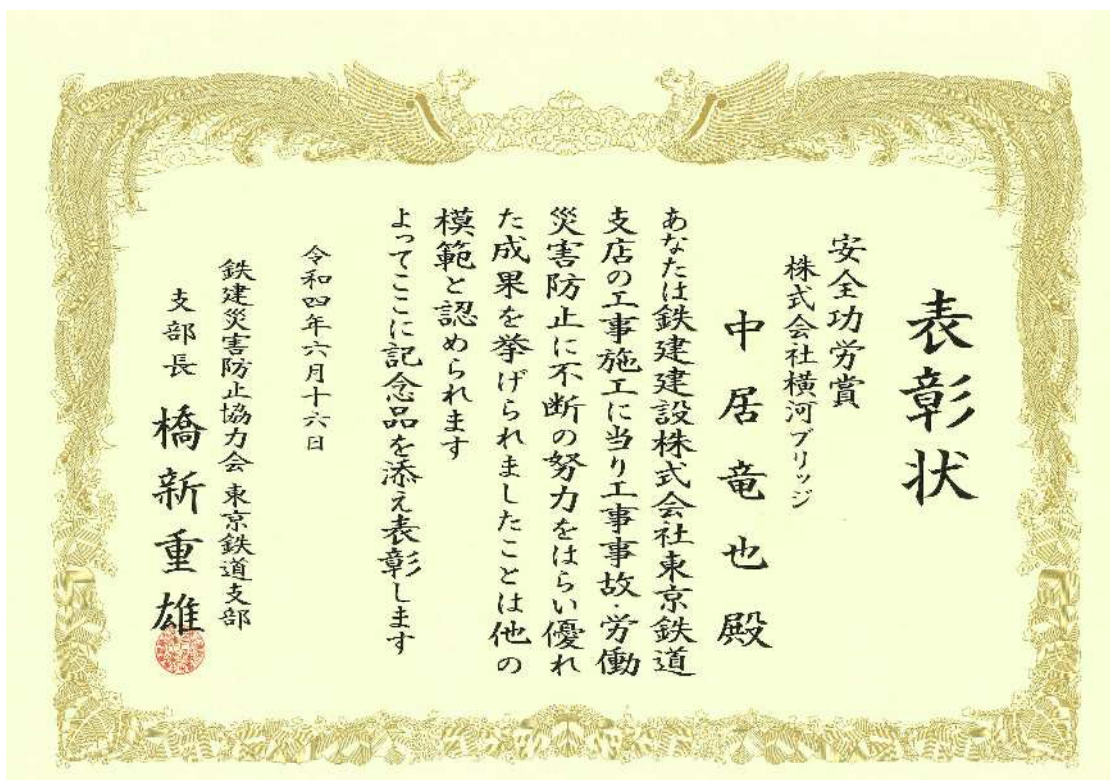 表彰状
安全功労賞
株式会社横河ブリッジ
中居竜也殿
あなたは鉄建建設株式会社東京鉄道
支店の工事施工に当り工事事故・労働
災害防止に不断の努力をはらい優れ
た成果を挙げられましたことは他の
模範と認められます
よってここに記念品を添え表彰します
令和四年六月十六日
鉄建災害防止協力会 東京鉄道支部
支部長 橋新重雄